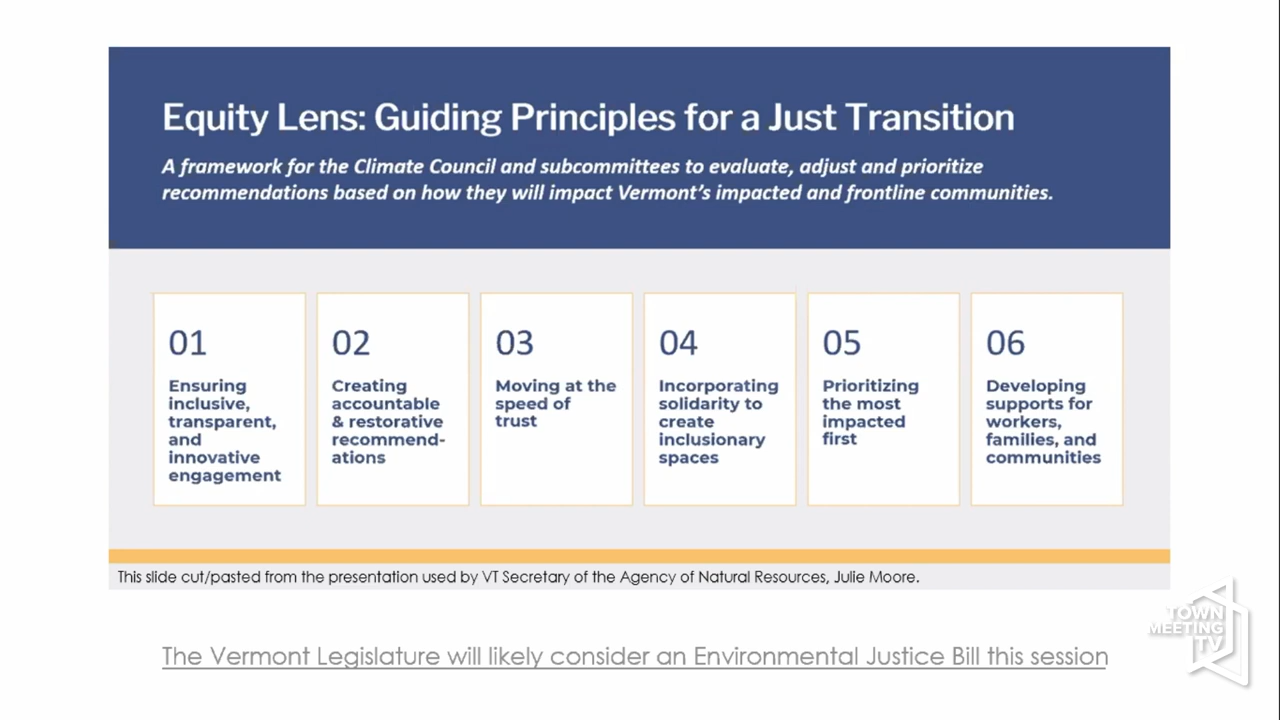 Equity Lens: Guiding Principles for a Just Transition
A framework for the Climate Council and subcommittees to evaluate, adjust and prioritize
recommendations based on how they will impact Vermont's impacted and frontline communities.
01
Ensuring
inclusive,
transparent,
and
innovative
engagement
02
Creating
accountable
& restorative
recommend-
ations
03
Moving at the
speed of
trust
04
Incorporating
solidarity to
create
inclusionary
spaces
05
Prioritizing
the most
impacted
first
06
Developing
supports for
workers,
families, and
communities
This slide cut/pasted from the presentation used by VT Secretary of the Agency of Natural Resources, Julie Moore.
The Vermont Legislature will likely consider an Environmental Justice Bill this session
TOWN
MEETING
TV